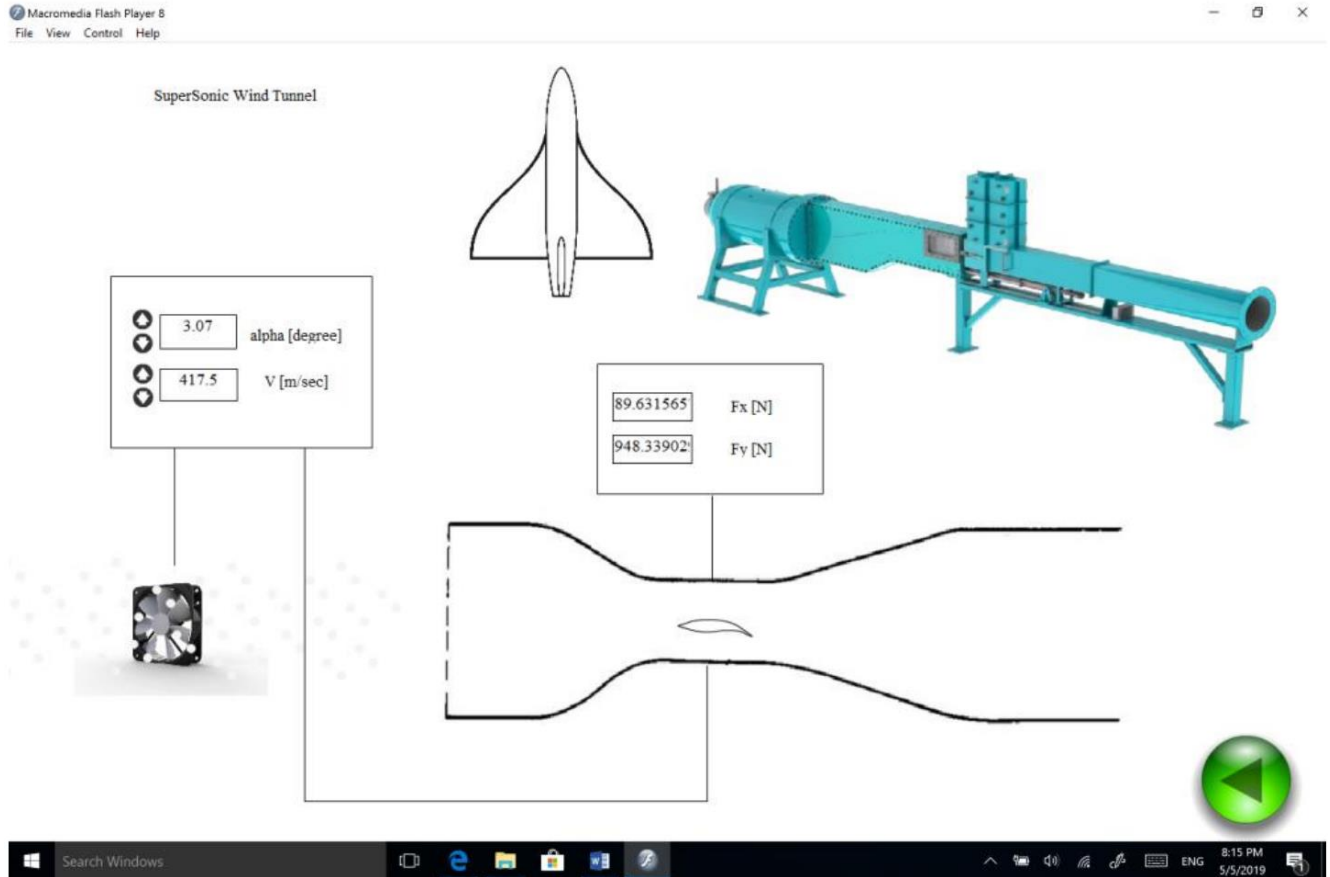 Macromedia Flash Player 8
File View Control Help
SuperSonic Wind Tunnel
3.07 alpha [degree]
417.5 V [m/sec]
89.631565 Fx [N]
948.339029 Fy [N]
Search Windows
ENG
8:15 PM
5/5/2019